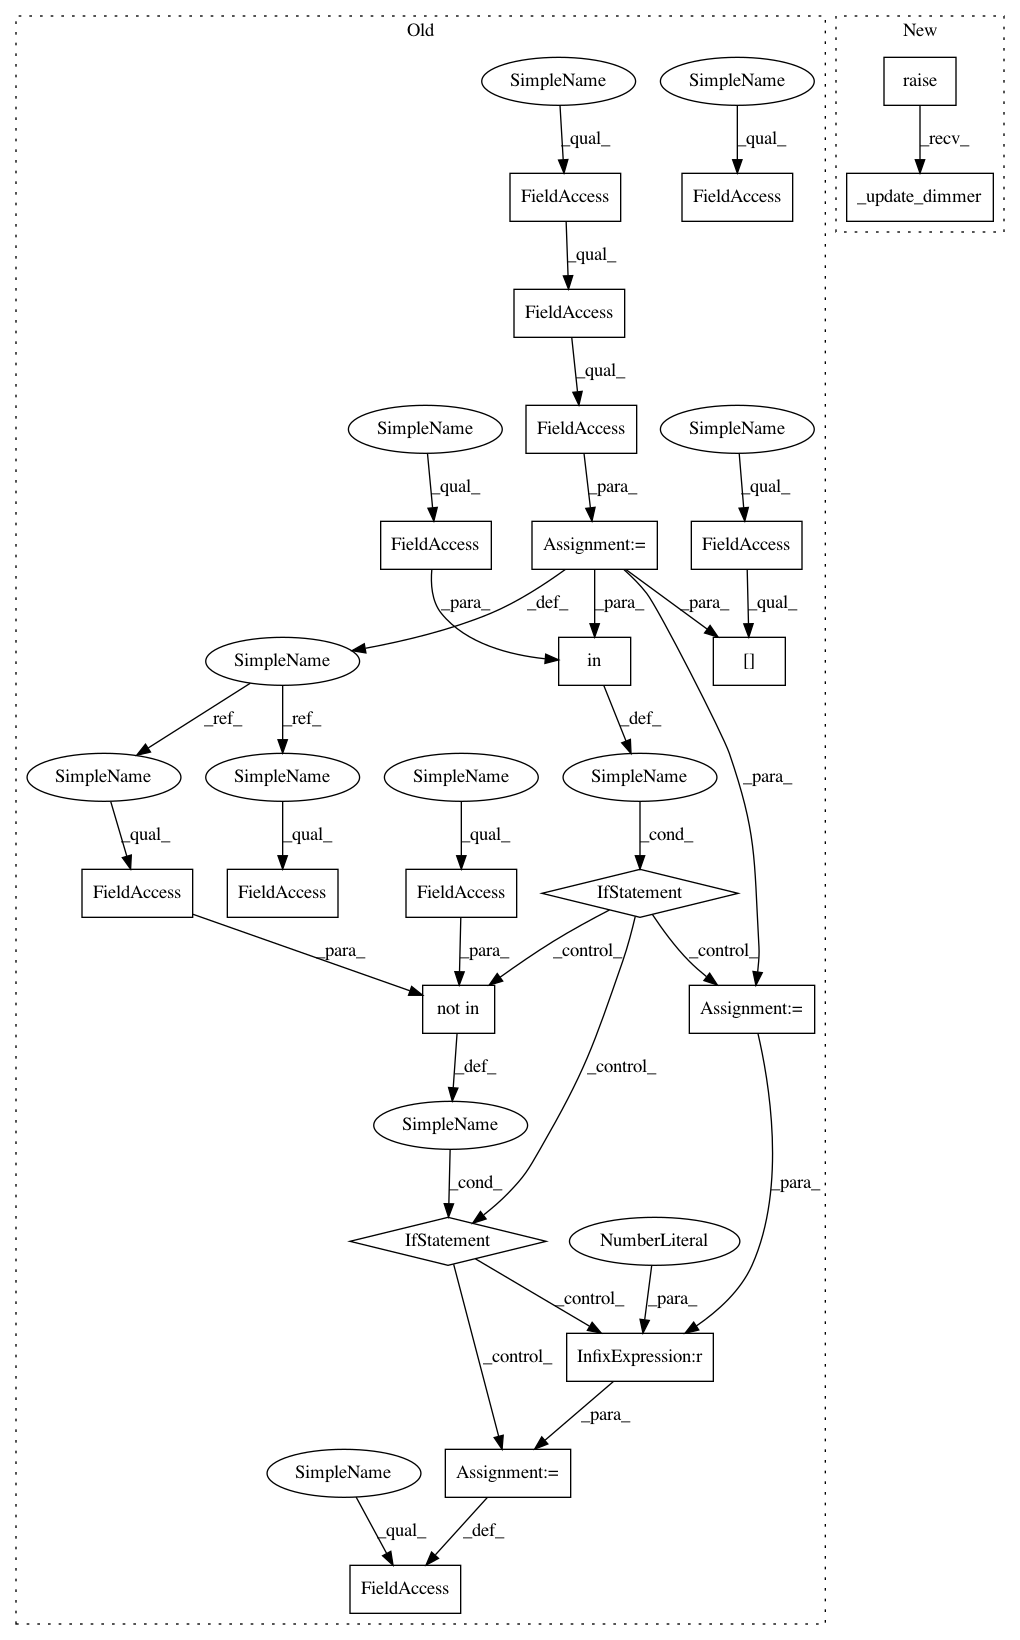 Old
New
SimpleName
SimpleName
raise
_qual_
_qual_
_recv_
FieldAccess
FieldAccess
_update_dimmer
_qual_
FieldAccess
_qual_
SimpleName
FieldAccess
SimpleName
_qual_
_para_
_qual_
FieldAccess
Assignment:=
FieldAccess
_para_
_def_
_para_
_para_
_qual_
SimpleName
in
[]
_ref_
_ref_
_def_
SimpleName
SimpleName
SimpleName
SimpleName
_para_
_qual_
_qual_
_qual_
_cond_
FieldAccess
FieldAccess
FieldAccess
IfStatement
_para_
_para_
_control_
_control_
not in
Assignment:=
_def_
_control_
SimpleName
_cond_
_para_
IfStatement
NumberLiteral
_control_
_para_
_control_
InfixExpression:r
_para_
SimpleName
Assignment:=
_qual_
_def_
FieldAccess